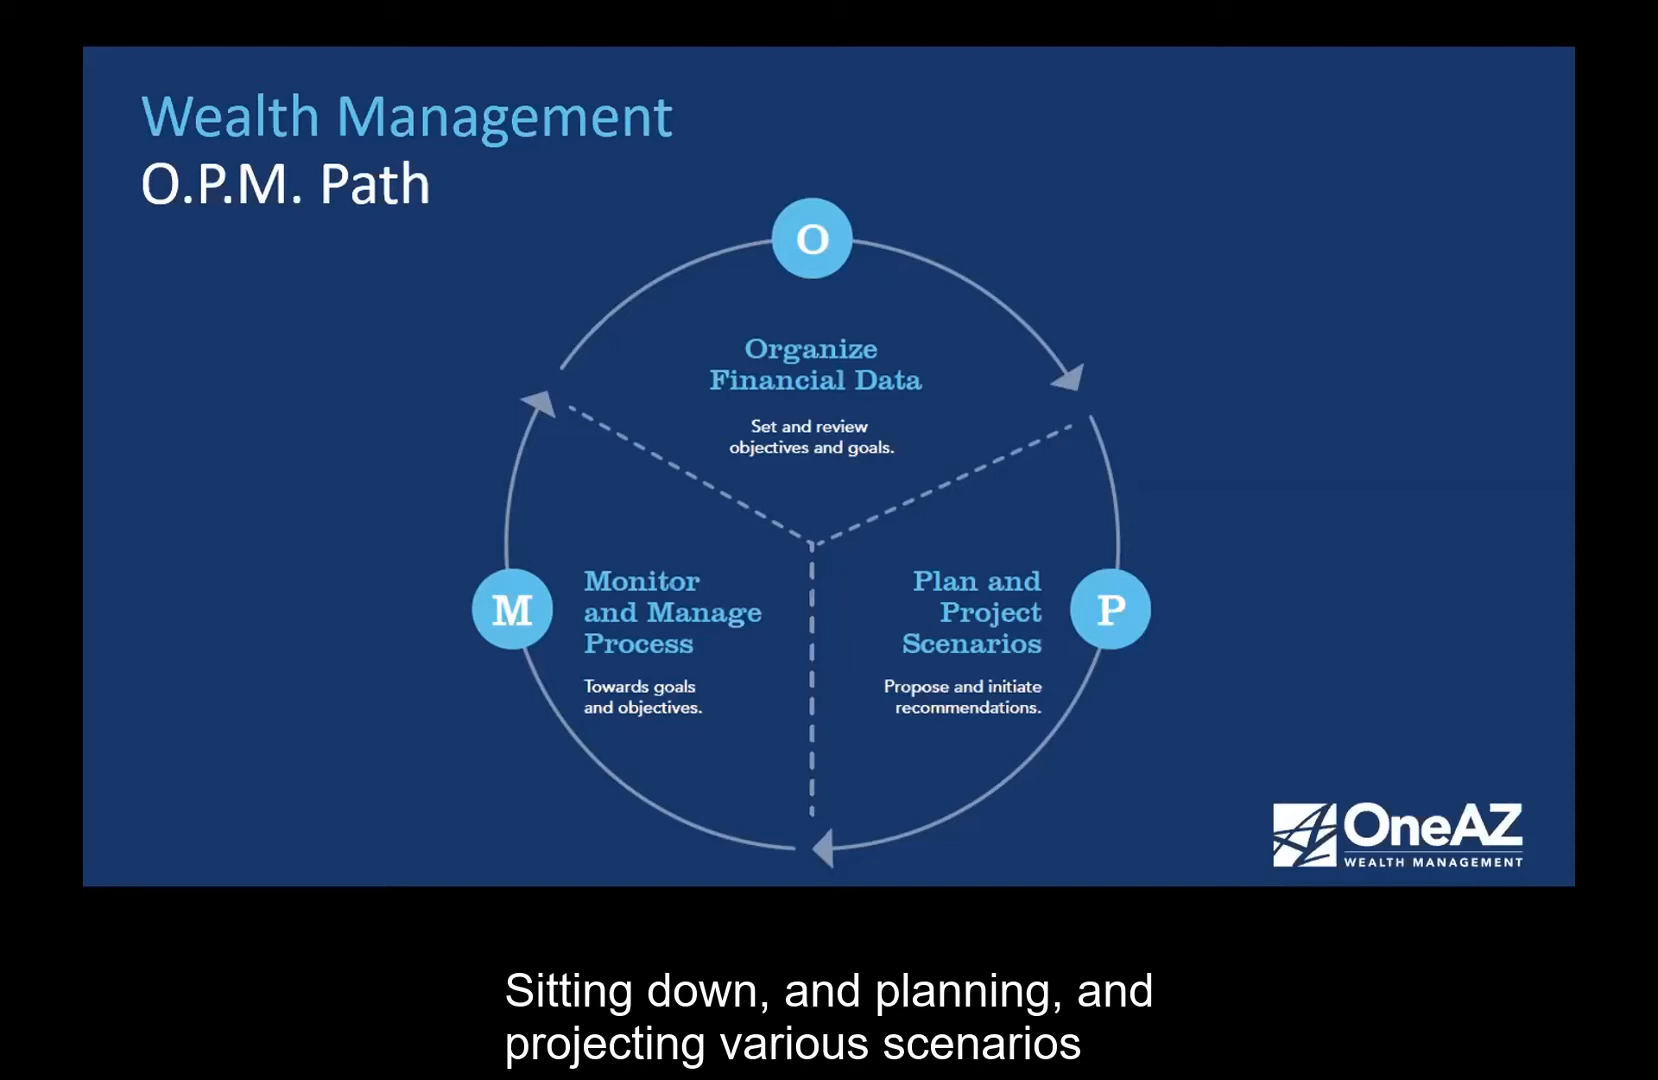 Wealth Management
O.P.M. Path
O
Organize
Financial Data
Set and review
objectives and goals.
M
Monitor
and Manage
Process
Towards goals
and objectives.
Plan and
Project
Scenarios
P
Propose and initiate
recommendations.
OneAZ
WEALTH MANAGEMENT
Sitting down, and planning, and
projecting various scenarios